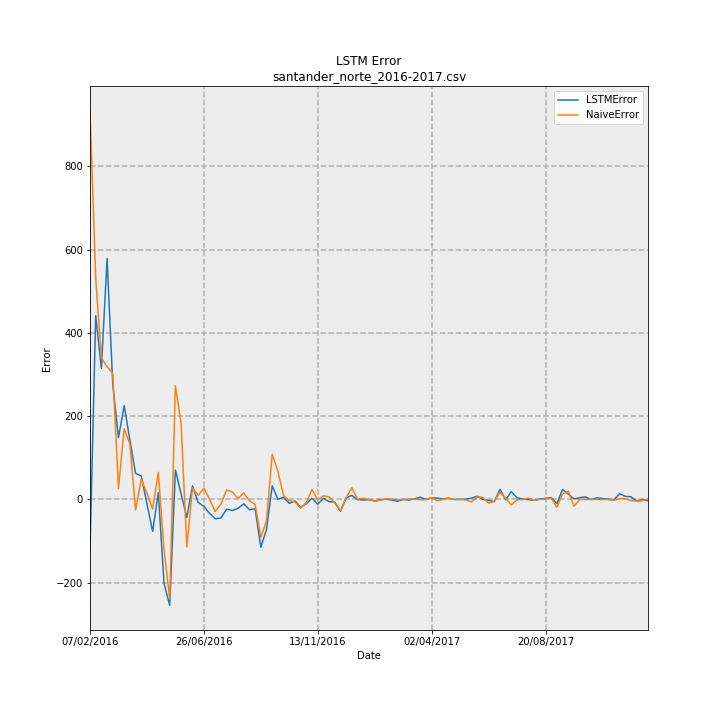 LSTM Error
santander_norte_2016-2017.csv
LSTMError
NaiveError
800
600
400
200
0
−200
Error
07/02/2016
26/06/2016
13/11/2016
02/04/2017
20/08/2017
Date